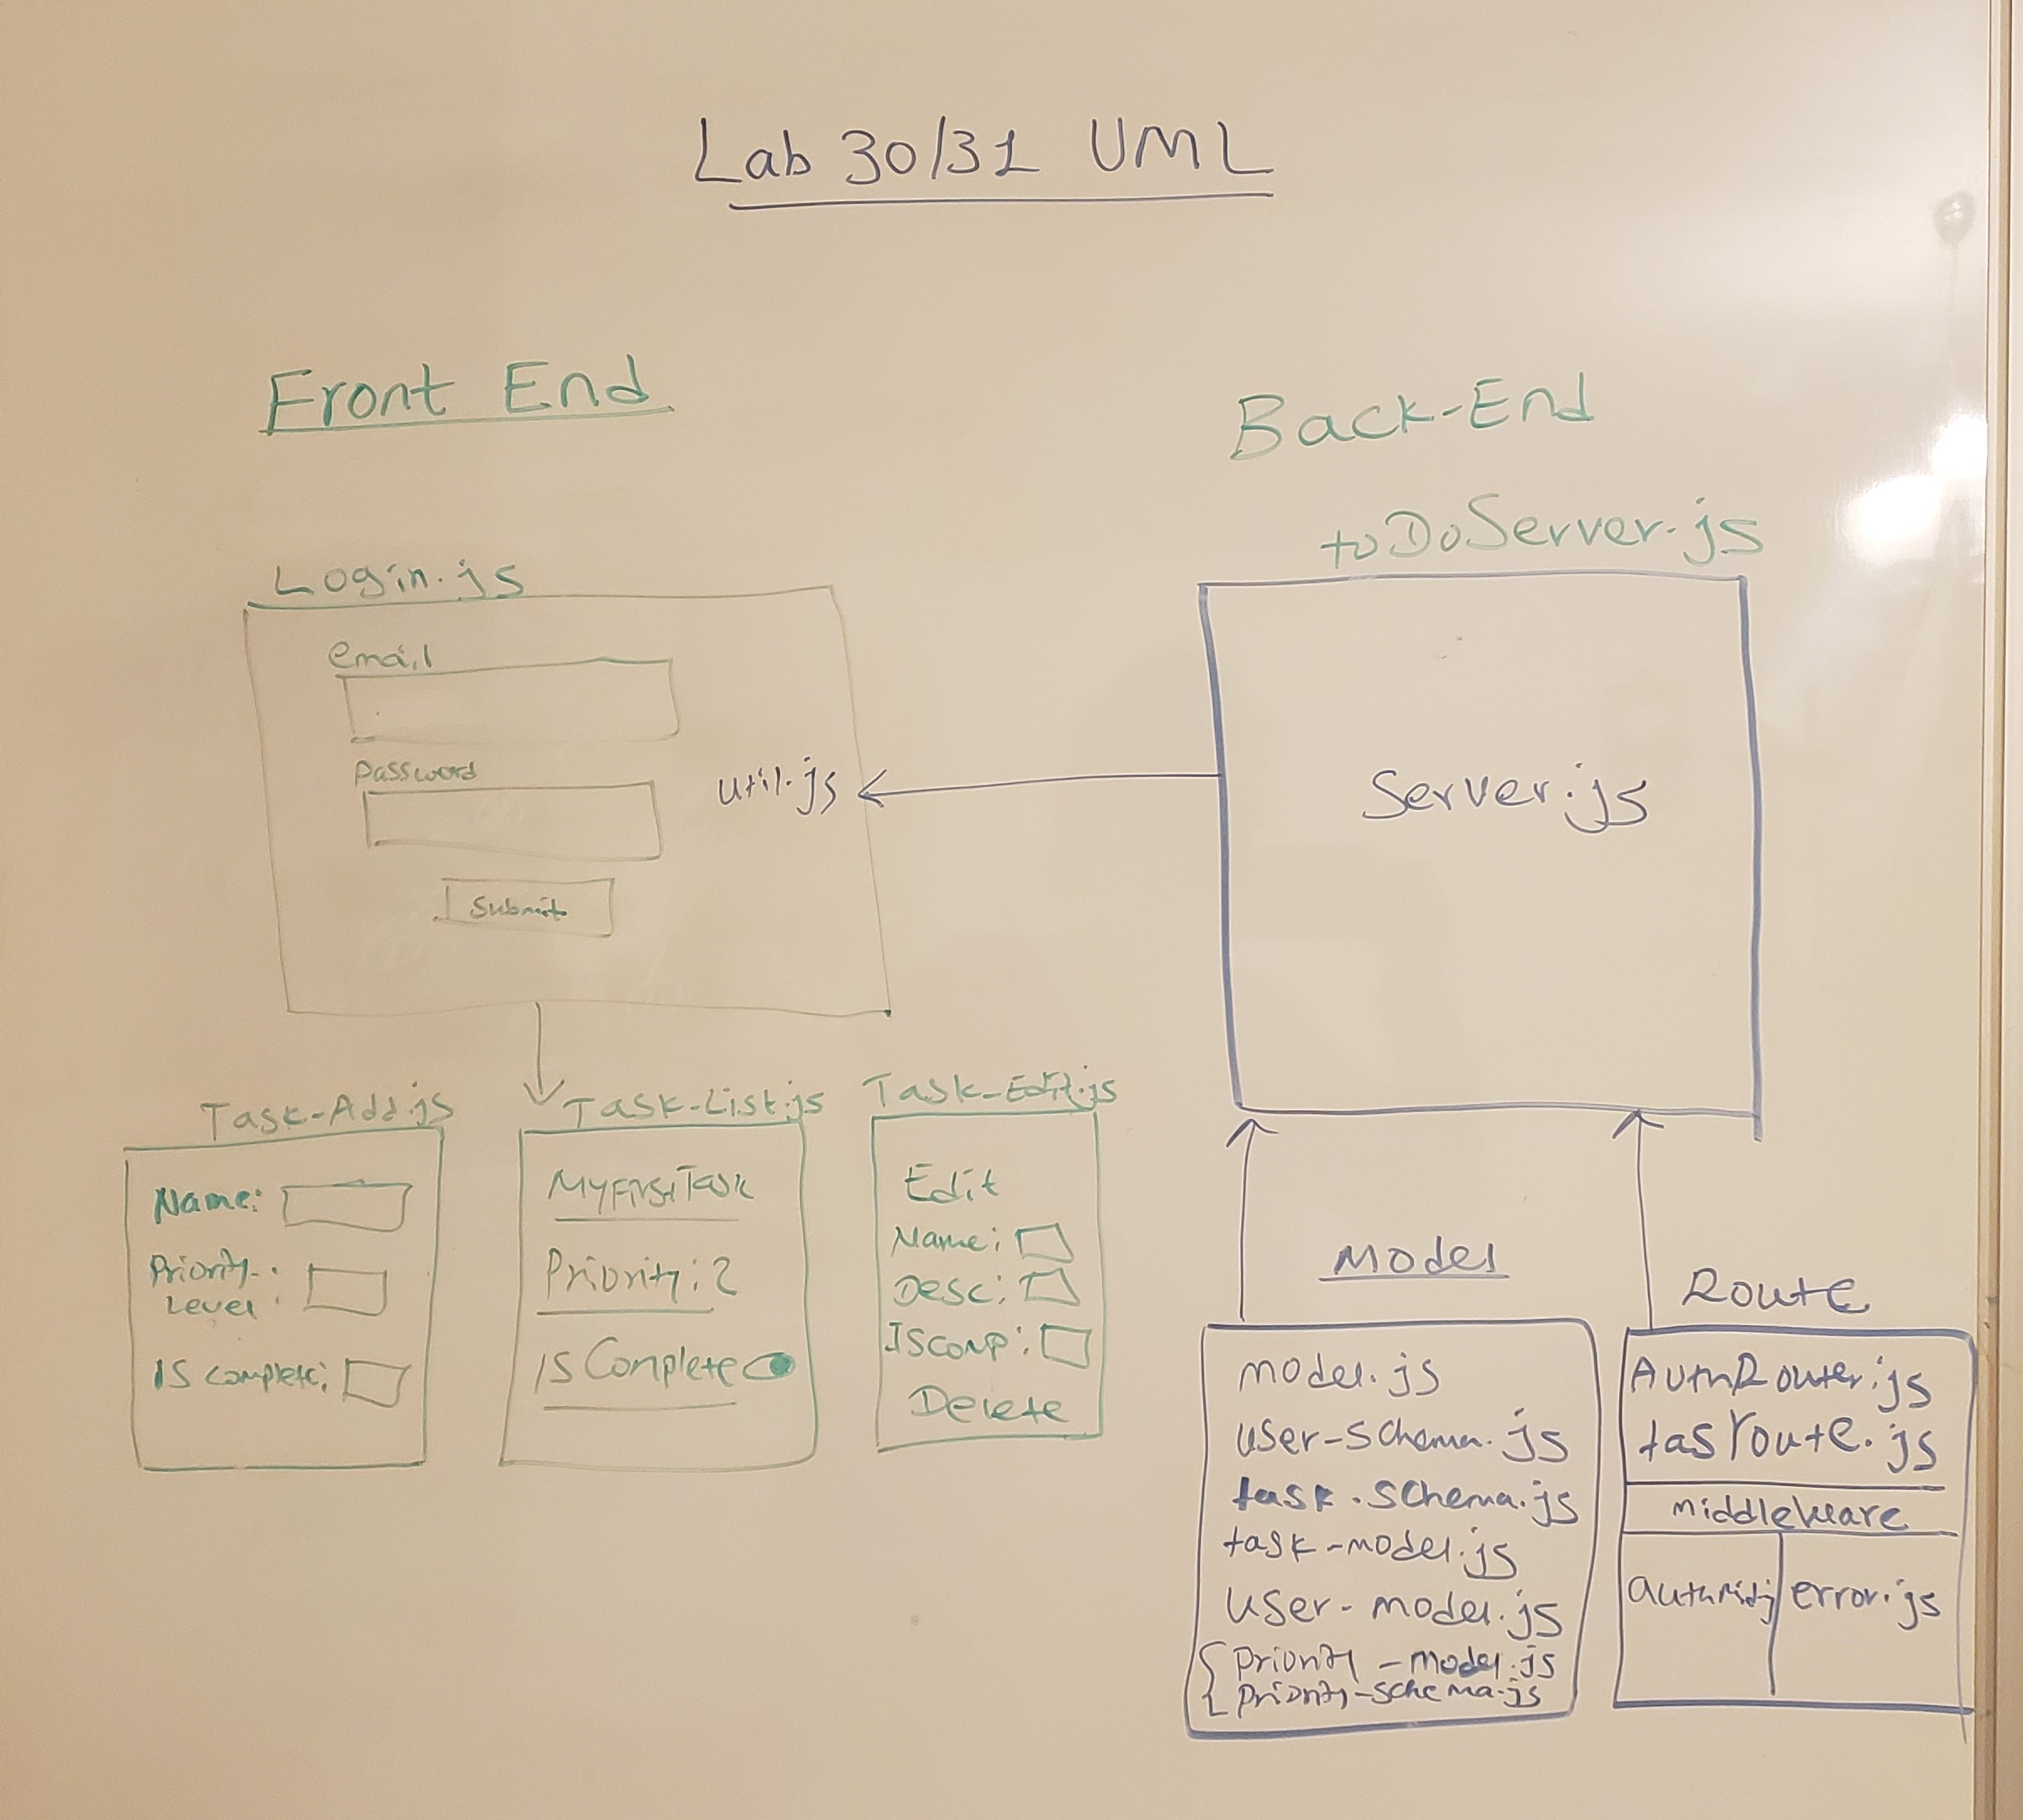 Lab 30/31 UML
Front End
Back-End
toDoServer.js
Login.js
email
Password
Submit
util.js
Server.js
Task-Add.js
Name:
Priority
Level:
IS complete:
Task-List.js
MyFirstTask
Priority: 2
IS Complete
Task-Edit.js
Edit
Name:
Desc:
IScomp:
Delete
Model
model.js
user-schema.js
task.schema.js
task-model.js
user-model.js
{ Priority-model.js
Priority-schema.js
Route
AuthRouter.js
tasroute.js
middleware
error.js